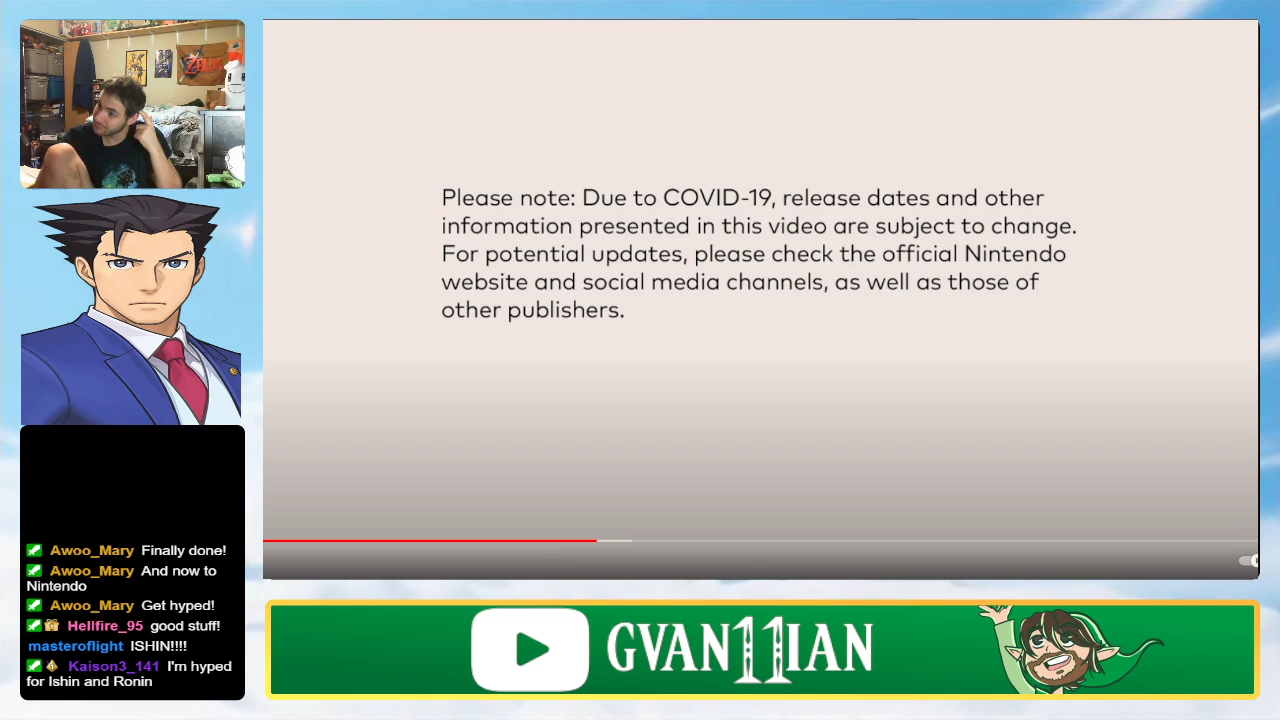 ZELDA
Please note: Due to COVID-19, release dates and other
information presented in this video are subject to change.
For potential updates, please check the official Nintendo
website and social media channels, as well as those of
other publishers.
Awoo_Mary Finally done!
Awoo_Mary And now to
Nintendo
Awoo_Mary Get hyped!
Hellfire_95 good stuff!
masteroflight ISHIN!!!!
Kaison3_141 I'm hyped
for Ishin and Ronin
GVAN11IAN